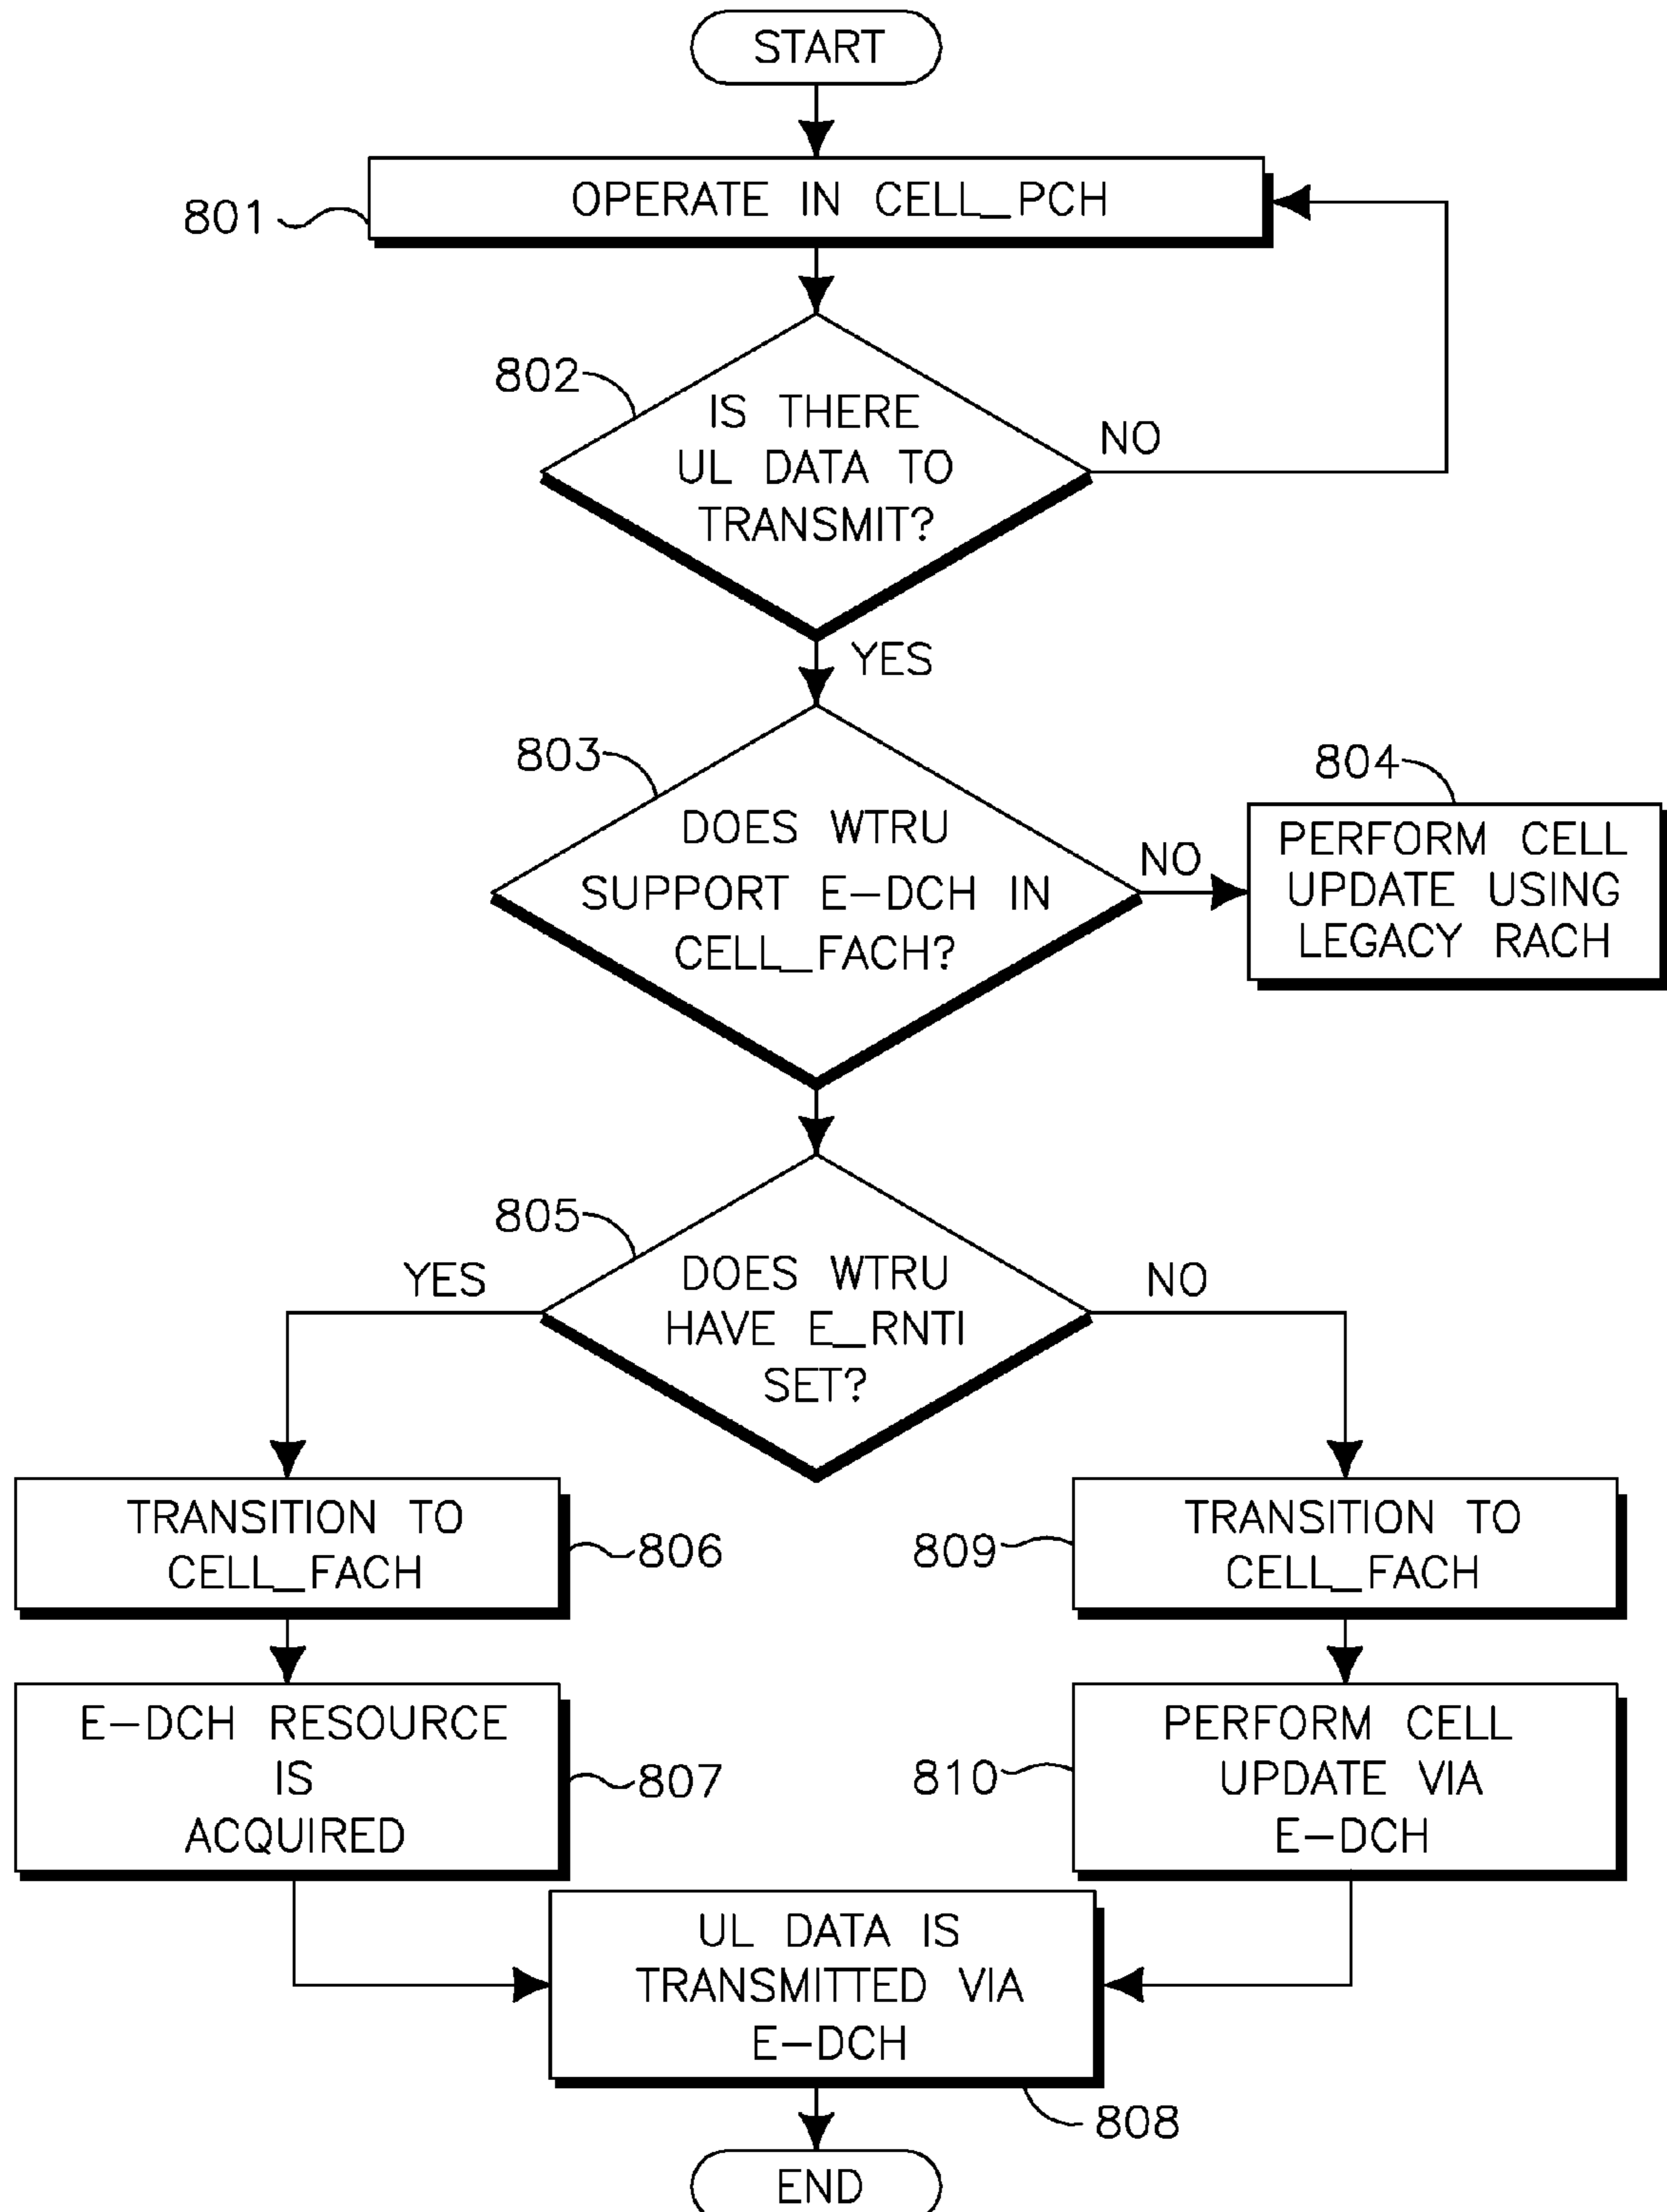 START
OPERATE IN CELL_PCH
801
802
IS THERE
UL DATA TO
TRANSMIT?
NO
YES
803
DOES WTRU
SUPPORT E-DCH IN
CELL_FACH?
NO
804
PERFORM CELL
UPDATE USING
LEGACY RACH
805
DOES WTRU
HAVE E_RNTI
SET?
YES
NO
TRANSITION TO
CELL_FACH
806
809
TRANSITION TO
CELL_FACH
E-DCH RESOURCE
IS
ACQUIRED
807
810
PERFORM CELL
UPDATE VIA
E-DCH
UL DATA IS
TRANSMITTED VIA
E-DCH
808
END